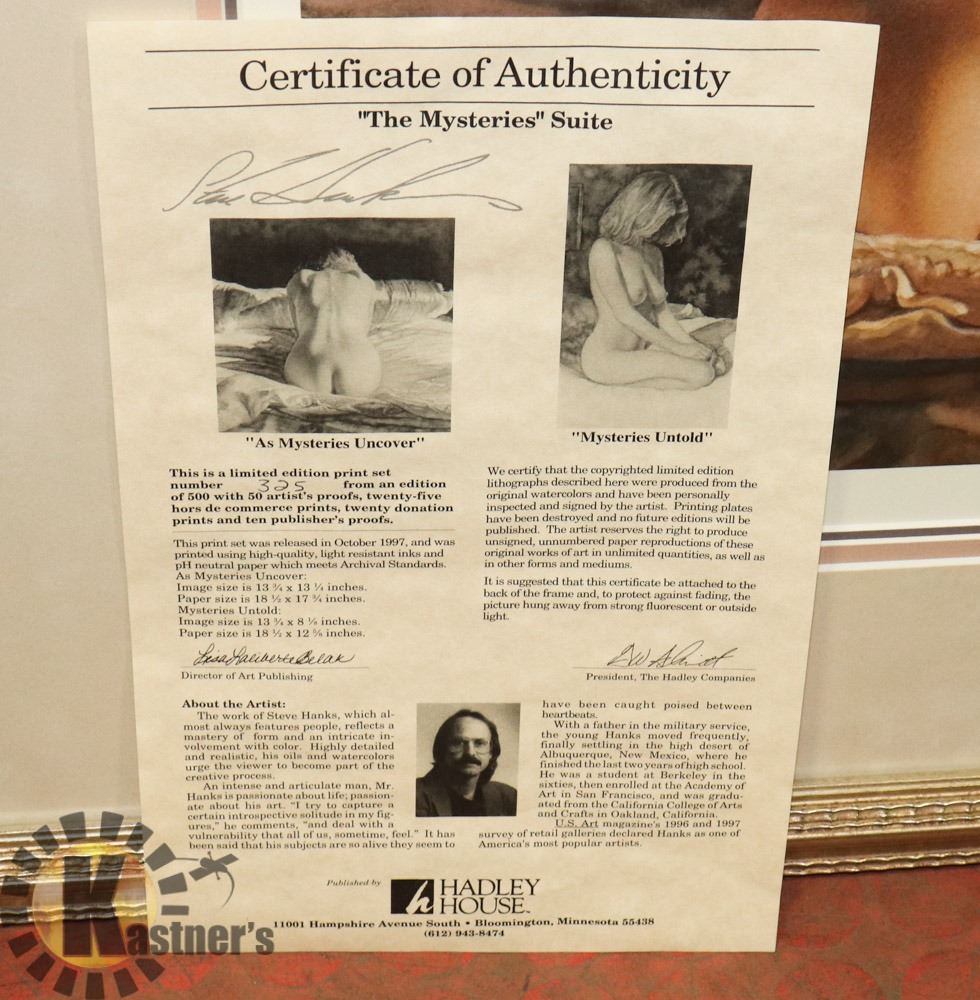 Certificate of Authenticity
"The Mysteries" Suite
Steve Hanks
"As Mysteries Uncover"
"Mysteries Untold"
This is a limited edition print set
number 325 from an edition
of 500 with 50 artist's proofs, twenty-five
hors de commerce prints, twenty donation
prints and ten publisher's proofs.
This print set was released in October 1997, and was
printed using high-quality, light resistant inks and
pH neutral paper which meets Archival Standards.
As Mysteries Uncover:
Image size is 13 ¾ x 13 ¼ inches.
Paper size is 18 ½ x 17 ¾ inches.
Mysteries Untold:
Image size is 13 ¾ x 8 ⅛ inches.
Paper size is 18 ½ x 12 ⅝ inches.
Director of Art Publishing
We certify that the copyrighted limited edition
lithographs described here were produced from the
original watercolors and have been personally
inspected and signed by the artist. Printing plates
have been destroyed and no future editions will be
published. The artist reserves the right to produce
unsigned, unnumbered paper reproductions of these
original works of art in unlimited quantities, as well as
in other forms and mediums.
It is suggested that this certificate be attached to the
back of the frame and, to protect against fading, the
picture hung away from strong fluorescent or outside
light.
President, The Hadley Companies
About the Artist:
The work of Steve Hanks, which al-
most always features people, reflects a
mastery of form and an intricate in-
volvement with color. Highly detailed
and realistic, his oils and watercolors
urge the viewer to become part of the
creative process.
An intense and articulate man, Mr.
Hanks is passionate about life; passion-
ate about his art. "I try to capture a
certain introspective solitude in my fig-
ures," he comments, "and deal with a
vulnerability that all of us, sometime, feel." It has
been said that his subjects are so alive they seem to
have been caught poised between
heartbeats.
With a father in the military service,
the young Hanks moved frequently,
finally settling in the high desert of
Albuquerque, New Mexico, where he
finished the last two years of high school.
He was a student at Berkeley in the
sixties, then enrolled at the Academy of
Art in San Francisco, and was gradu-
ated from the California College of Arts
and Crafts in Oakland, California.
U.S. Art magazine's 1996 and 1997
survey of retail galleries declared Hanks as one of
America's most popular artists.
Published by
h HADLEY
HOUSE™
11001 Hampshire Avenue South • Bloomington, Minnesota 55438
(612) 943-8474
Kastner's